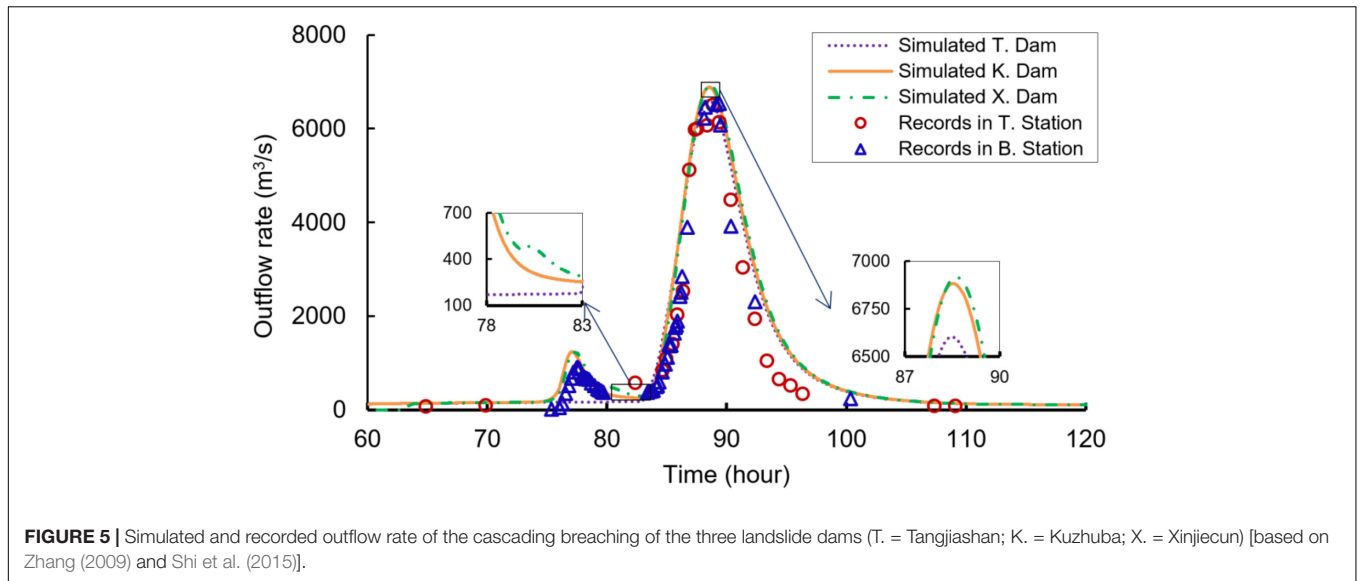 8000
6000
4000
2000
0
Outflow rate (m³/s)
60 70 80 90 100 110 120
Time (hour)
Simulated T. Dam
Simulated K. Dam
Simulated X. Dam
Records in T. Station
Records in B. Station
700
400
100
78 83
7000
6750
6500
87 90
FIGURE 5 | Simulated and recorded outflow rate of the cascading breaching of the three landslide dams (T. = Tangjiashan; K. = Kuzhuba; X. = Xinjiecun) [based on
Zhang (2009) and Shi et al. (2015)].